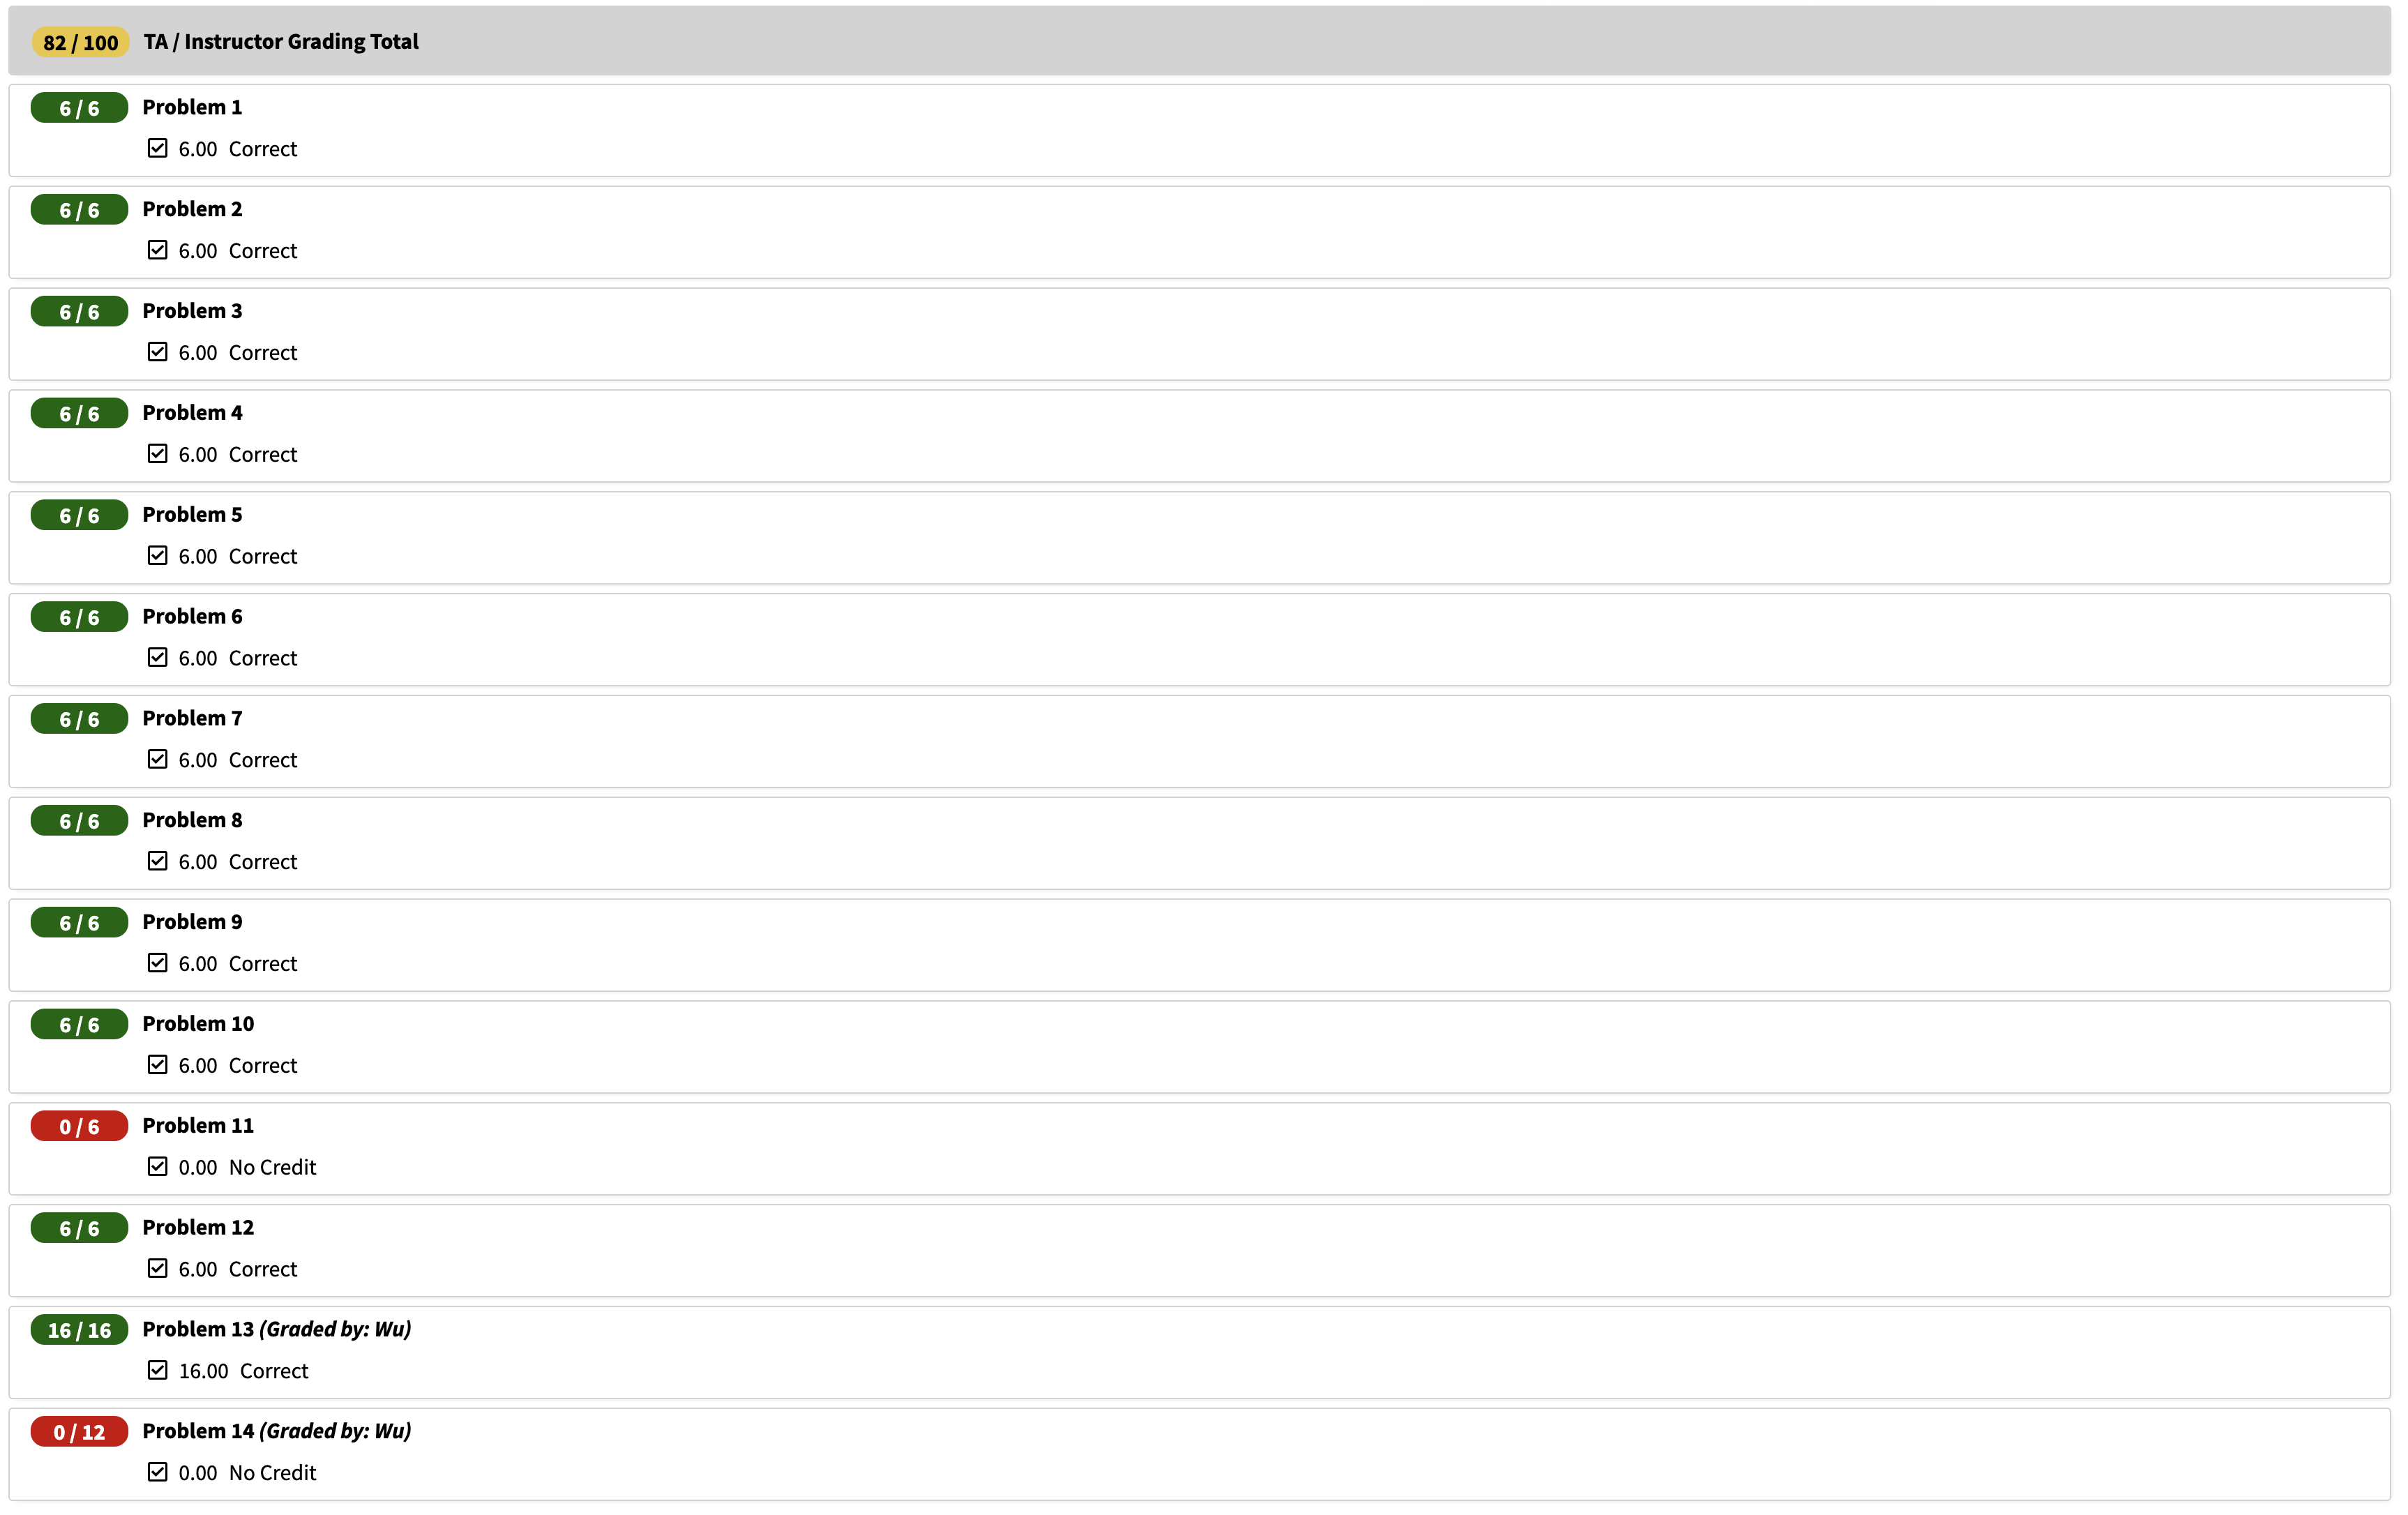 82 / 100 TA / Instructor Grading Total
6 / 6 Problem 1
6.00 Correct
6 / 6 Problem 2
6.00 Correct
6 / 6 Problem 3
6.00 Correct
6 / 6 Problem 4
6.00 Correct
6 / 6 Problem 5
6.00 Correct
6 / 6 Problem 6
6.00 Correct
6 / 6 Problem 7
6.00 Correct
6 / 6 Problem 8
6.00 Correct
6 / 6 Problem 9
6.00 Correct
6 / 6 Problem 10
6.00 Correct
0 / 6 Problem 11
0.00 No Credit
6 / 6 Problem 12
6.00 Correct
16 / 16 Problem 13 (Graded by: Wu)
16.00 Correct
0 / 12 Problem 14 (Graded by: Wu)
0.00 No Credit